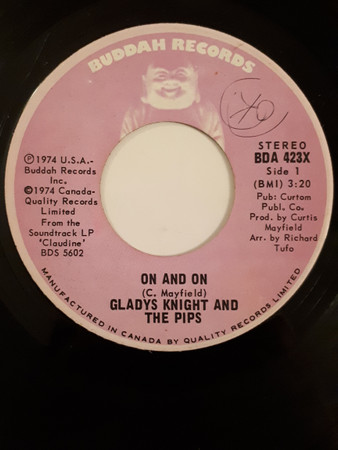 BUDDAH RECORDS
℗1974 U.S.A.-
Buddah Records
Inc.
©1974 Canada-
Quality Records
Limited
From the
Soundtrack LP
'Claudine'
BDS 5602
STEREO
BDA 423X
Side 1
(BMI) 3:20
Pub: Curtom
Publ. Co.
Prod. by Curtis
Mayfield
Arr. by Richard
Tufo
ON AND ON
(C. Mayfield)
GLADYS KNIGHT AND
THE PIPS
MANUFACTURED IN CANADA BY QUALITY RECORDS LIMITED